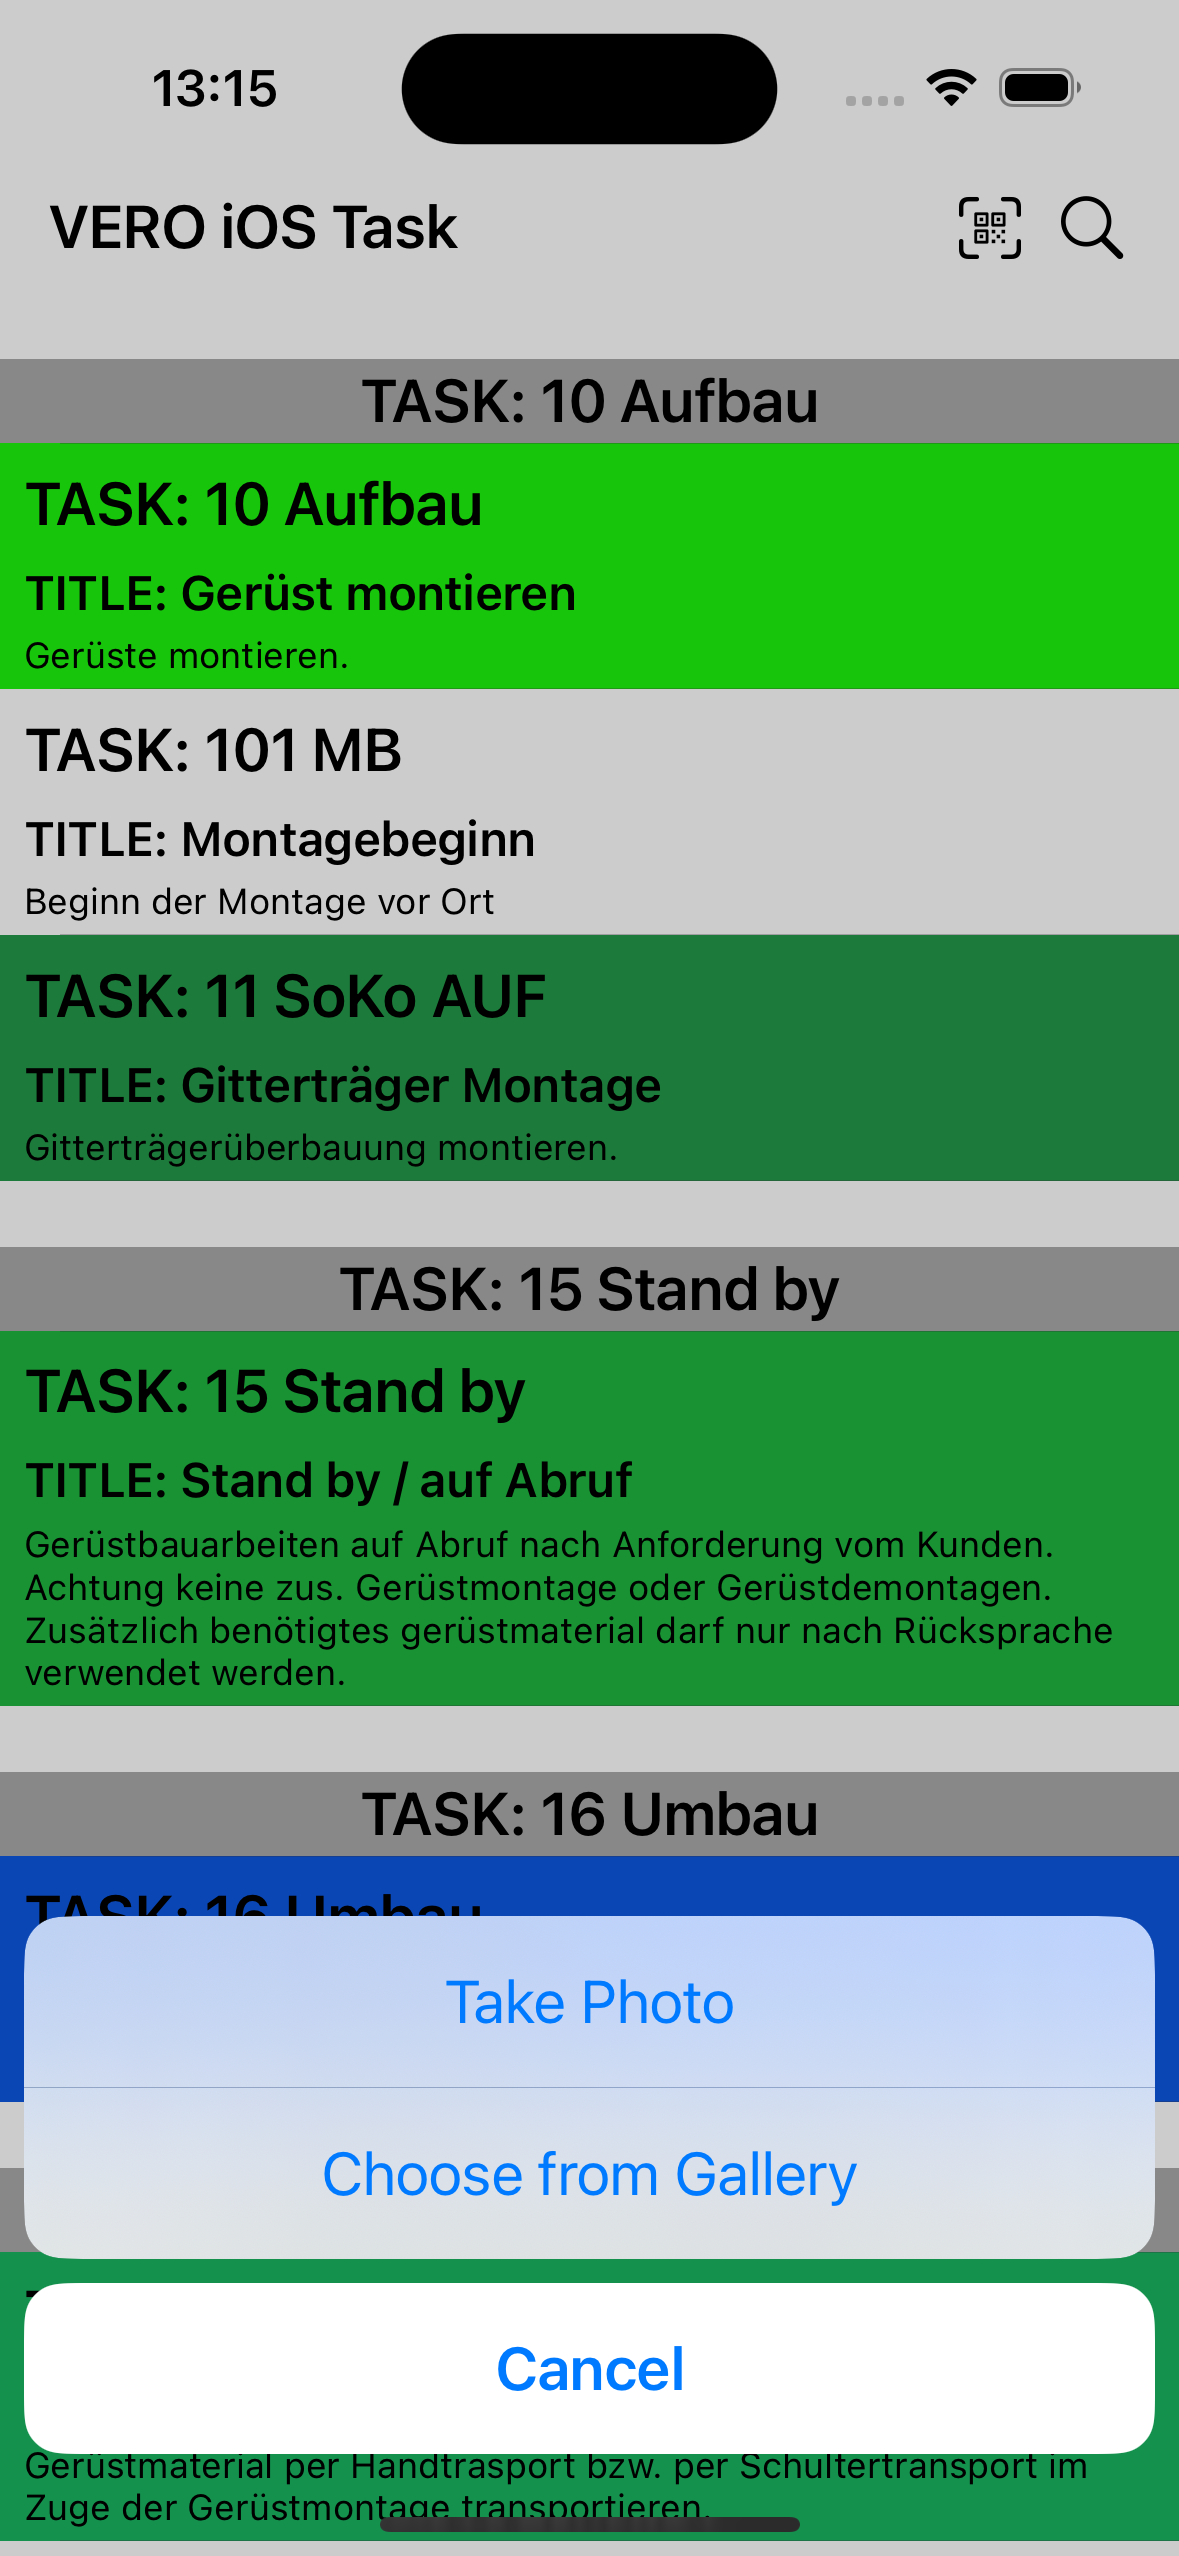 13:15
VERO iOS Task
TASK: 10 Aufbau
TASK: 10 Aufbau
TITLE: Gerüst montieren
Gerüste montieren.
TASK: 101 MB
TITLE: Montagebeginn
Beginn der Montage vor Ort
TASK: 11 SoKo AUF
TITLE: Gitterträger Montage
Gitterträgerüberbauung montieren.
TASK: 15 Stand by
TASK: 15 Stand by
TITLE: Stand by / auf Abruf
Gerüstbauarbeiten auf Abruf nach Anforderung vom Kunden.
Achtung keine zus. Gerüstmontage oder Gerüstdemontagen.
Zusätzlich benötigtes gerüstmaterial darf nur nach Rücksprache
verwendet werden.
TASK: 16 Umbau
TASK: 16 Umbau
Take Photo
Choose from Gallery
Cancel
Gerüstmaterial per Handtrasport bzw. per Schultertransport im
Zuge der Gerüstmontage transportieren.